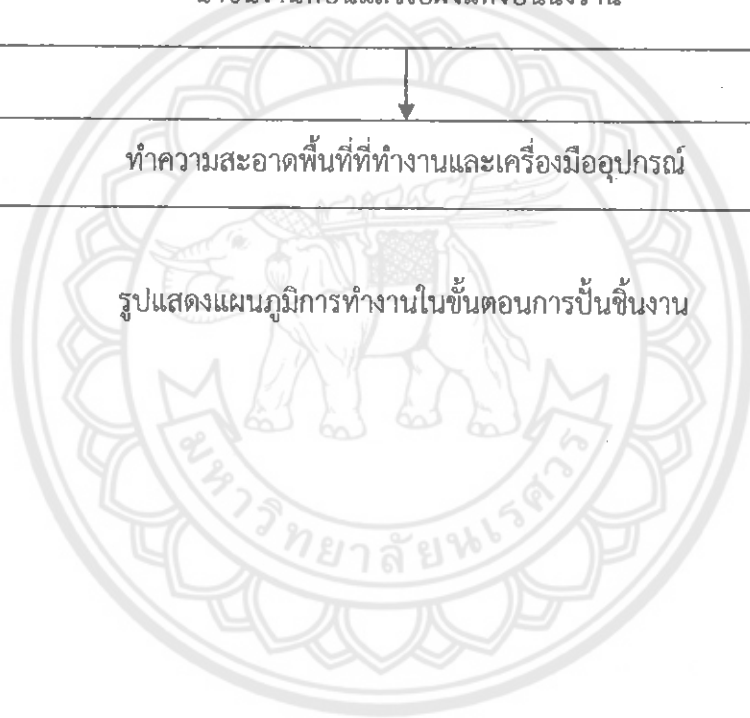 ทำความสะอาดพื้นที่ที่ทำงานและเครื่องมืออุปกรณ์
รูปแสดงแผนภูมิการทำงานในขั้นตอนการปั้นชิ้นงาน
มหาวิทยาลัยนเรศวร